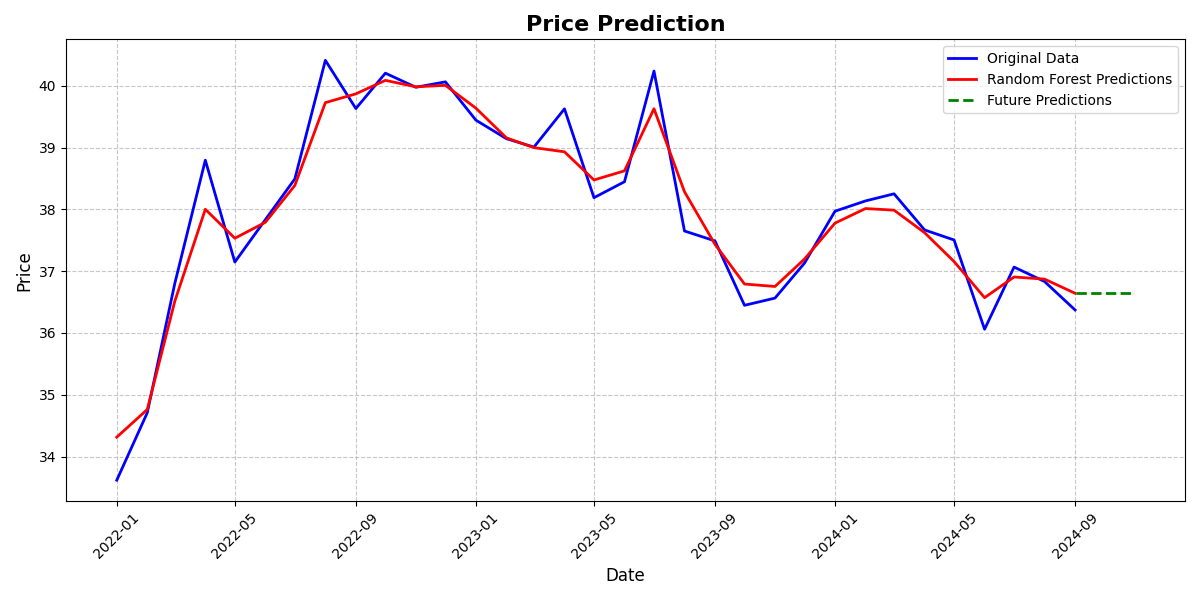 Price Prediction
Original Data
Random Forest Predictions
Future Predictions
Price
40
39
38
37
36
35
34
2022-01
2022-05
2022-09
2023-01
2023-05
2023-09
2024-01
2024-05
2024-09
Date